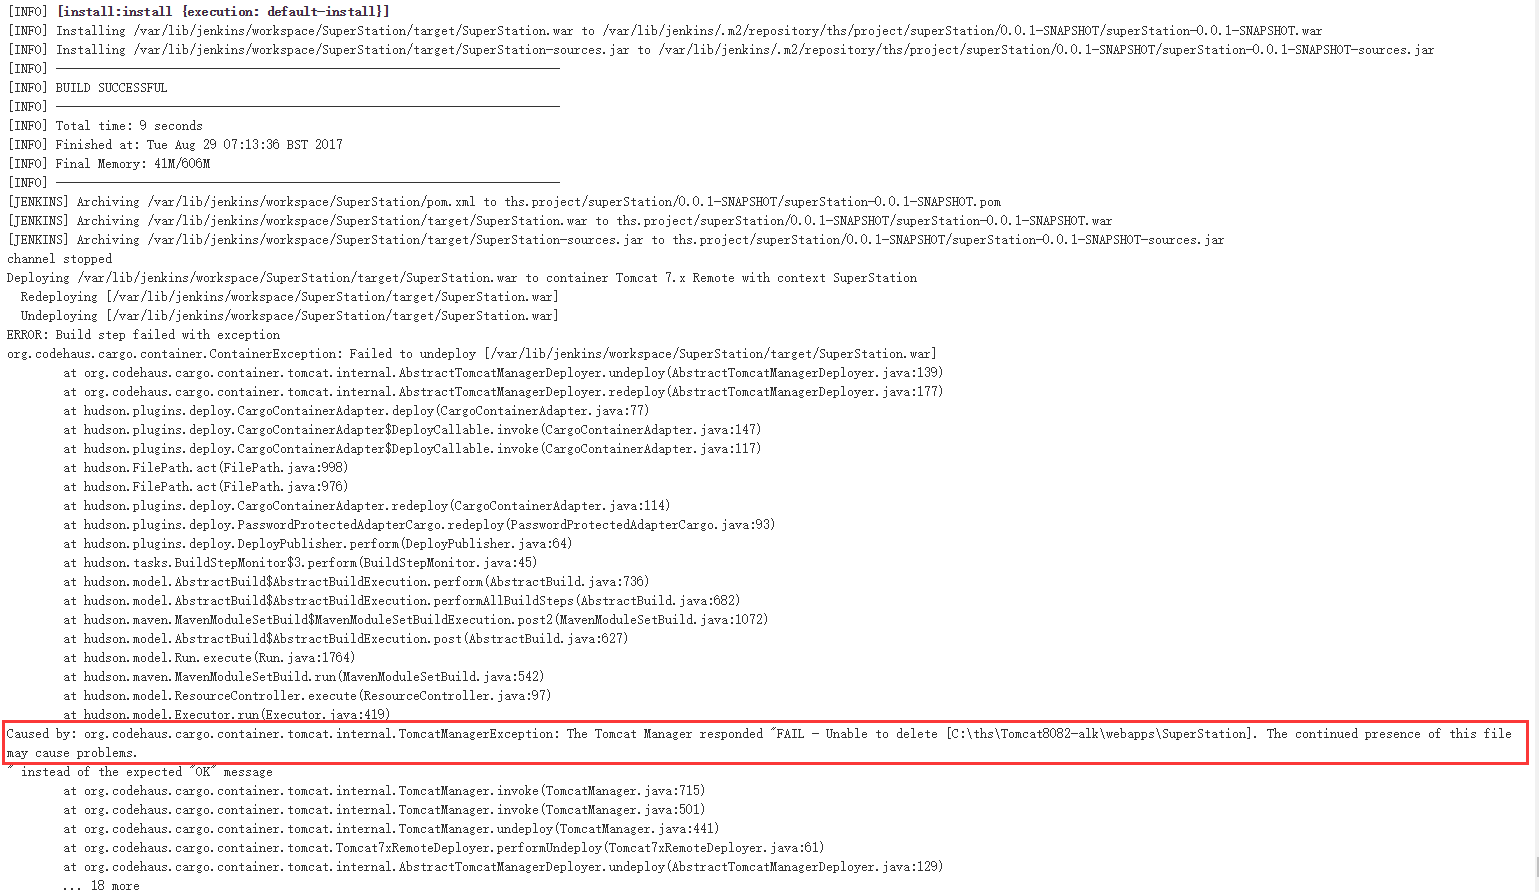 [INFO] [install:install {execution: default-install}]
[INFO] Installing /var/lib/jenkins/workspace/SuperStation/target/SuperStation.war to /var/lib/jenkins/.m2/repository/ths/project/superStation/0.0.1-SNAPSHOT/superStation-0.0.1-SNAPSHOT.war
[INFO] Installing /var/lib/jenkins/workspace/SuperStation/target/SuperStation-sources.jar to /var/lib/jenkins/.m2/repository/ths/project/superStation/0.0.1-SNAPSHOT/superStation-0.0.1-SNAPSHOT-sources.jar
[INFO] ------------------------------------------------------------------------
[INFO] BUILD SUCCESSFUL
[INFO] ------------------------------------------------------------------------
[INFO] Total time: 9 seconds
[INFO] Finished at: Tue Aug 29 07:13:36 BST 2017
[INFO] Final Memory: 41M/606M
[INFO] ------------------------------------------------------------------------
[JENKINS] Archiving /var/lib/jenkins/workspace/SuperStation/pom.xml to ths.project/superStation/0.0.1-SNAPSHOT/superStation-0.0.1-SNAPSHOT.pom
[JENKINS] Archiving /var/lib/jenkins/workspace/SuperStation/target/SuperStation.war to ths.project/superStation/0.0.1-SNAPSHOT/superStation-0.0.1-SNAPSHOT.war
[JENKINS] Archiving /var/lib/jenkins/workspace/SuperStation/target/SuperStation-sources.jar to ths.project/superStation/0.0.1-SNAPSHOT/superStation-0.0.1-SNAPSHOT-sources.jar
channel stopped
Deploying /var/lib/jenkins/workspace/SuperStation/target/SuperStation.war to container Tomcat 7.x Remote with context SuperStation
  Redeploying [/var/lib/jenkins/workspace/SuperStation/target/SuperStation.war]
  Undeploying [/var/lib/jenkins/workspace/SuperStation/target/SuperStation.war]
ERROR: Build step failed with exception
org.codehaus.cargo.container.ContainerException: Failed to undeploy [/var/lib/jenkins/workspace/SuperStation/target/SuperStation.war]
	at org.codehaus.cargo.container.tomcat.internal.AbstractTomcatManagerDeployer.undeploy(AbstractTomcatManagerDeployer.java:139)
	at org.codehaus.cargo.container.tomcat.internal.AbstractTomcatManagerDeployer.redeploy(AbstractTomcatManagerDeployer.java:177)
	at hudson.plugins.deploy.CargoContainerAdapter.deploy(CargoContainerAdapter.java:77)
	at hudson.plugins.deploy.CargoContainerAdapter$DeployCallable.invoke(CargoContainerAdapter.java:147)
	at hudson.plugins.deploy.CargoContainerAdapter$DeployCallable.invoke(CargoContainerAdapter.java:117)
	at hudson.FilePath.act(FilePath.java:998)
	at hudson.FilePath.act(FilePath.java:976)
	at hudson.plugins.deploy.CargoContainerAdapter.redeploy(CargoContainerAdapter.java:114)
	at hudson.plugins.deploy.PasswordProtectedAdapterCargo.redeploy(PasswordProtectedAdapterCargo.java:93)
	at hudson.plugins.deploy.DeployPublisher.perform(DeployPublisher.java:64)
	at hudson.tasks.BuildStepMonitor$3.perform(BuildStepMonitor.java:45)
	at hudson.model.AbstractBuild$AbstractBuildExecution.perform(AbstractBuild.java:736)
	at hudson.model.AbstractBuild$AbstractBuildExecution.performAllBuildSteps(AbstractBuild.java:682)
	at hudson.maven.MavenModuleSetBuild$MavenModuleSetBuildExecution.post2(MavenModuleSetBuild.java:1072)
	at hudson.model.AbstractBuild$AbstractBuildExecution.post(AbstractBuild.java:627)
	at hudson.model.Run.execute(Run.java:1764)
	at hudson.maven.MavenModuleSetBuild.run(MavenModuleSetBuild.java:542)
	at hudson.model.ResourceController.execute(ResourceController.java:97)
	at hudson.model.Executor.run(Executor.java:419)
Caused by: org.codehaus.cargo.container.tomcat.internal.TomcatManagerException: The Tomcat Manager responded "FAIL - Unable to delete [C:\ths\Tomcat8082-alk\webapps\SuperStation]. The continued presence of this file
may cause problems.
" instead of the expected "OK" message
	at org.codehaus.cargo.container.tomcat.internal.TomcatManager.invoke(TomcatManager.java:715)
	at org.codehaus.cargo.container.tomcat.internal.TomcatManager.invoke(TomcatManager.java:501)
	at org.codehaus.cargo.container.tomcat.internal.TomcatManager.undeploy(TomcatManager.java:441)
	at org.codehaus.cargo.container.tomcat.Tomcat7xRemoteDeployer.performUndeploy(Tomcat7xRemoteDeployer.java:61)
	at org.codehaus.cargo.container.tomcat.internal.AbstractTomcatManagerDeployer.undeploy(AbstractTomcatManagerDeployer.java:129)
	... 18 more